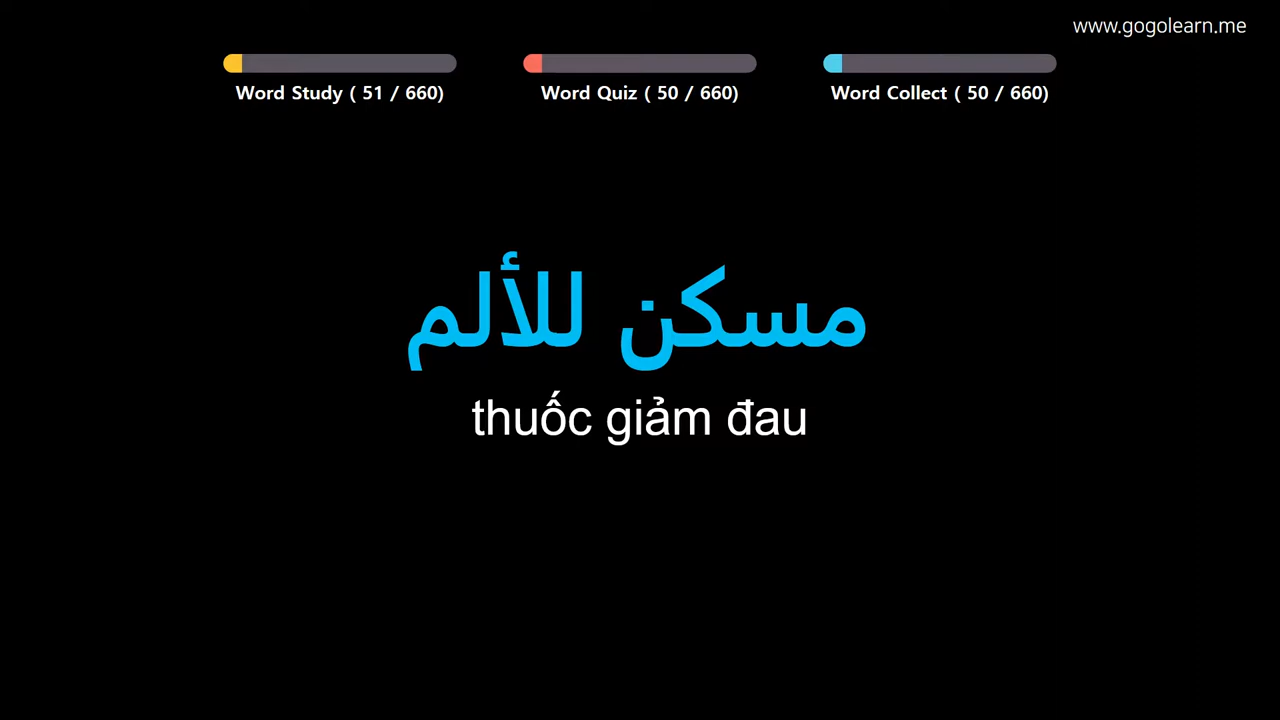 www.gogolearn.me
Word Study ( 51 / 660)
Word Quiz ( 50 / 660)
Word Collect ( 50 / 660)
مسكن للألم
thuốc giảm đau